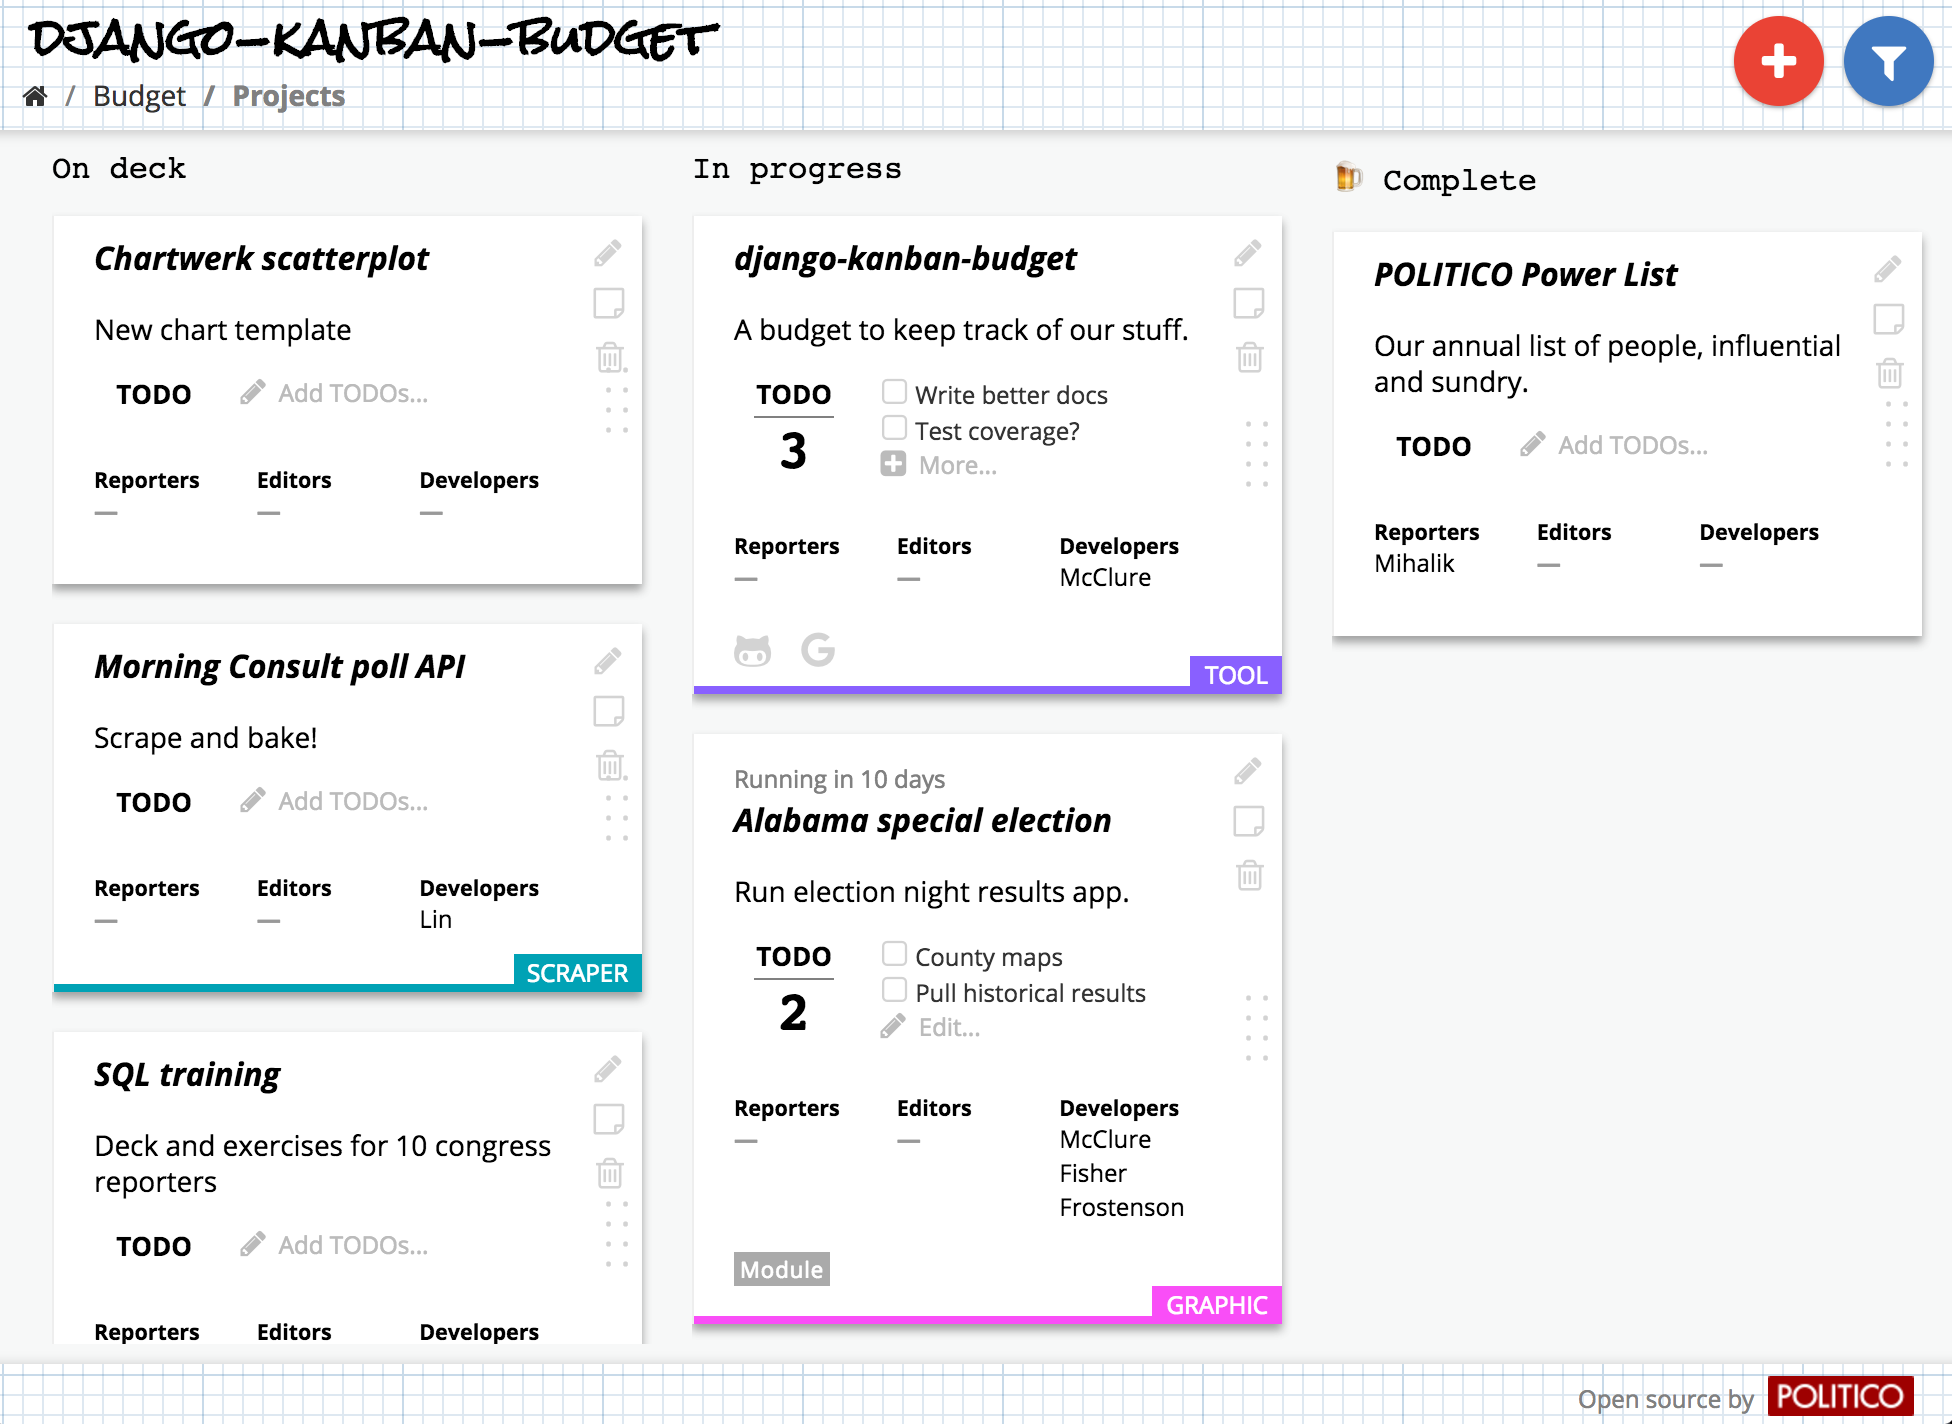 DJANGO-KANBAN-BUDGET
/ Budget / Projects
On deck
Chartwerk scatterplot
New chart template
TODO Add TODOs...
Reporters Editors Developers
— — —
Morning Consult poll API
Scrape and bake!
TODO Add TODOs...
Reporters Editors Developers
— — Lin
SCRAPER
SQL training
Deck and exercises for 10 congress
reporters
TODO Add TODOs...
Reporters Editors Developers
In progress
django-kanban-budget
A budget to keep track of our stuff.
TODO
3
Write better docs
Test coverage?
More...
Reporters Editors Developers
— — McClure
TOOL
Running in 10 days
Alabama special election
Run election night results app.
TODO
2
County maps
Pull historical results
Edit...
Reporters Editors Developers
— — McClure
Fisher
Frostenson
Module
GRAPHIC
Complete
POLITICO Power List
Our annual list of people, influential
and sundry.
TODO Add TODOs...
Reporters Editors Developers
Mihalik — —
Open source by POLITICO